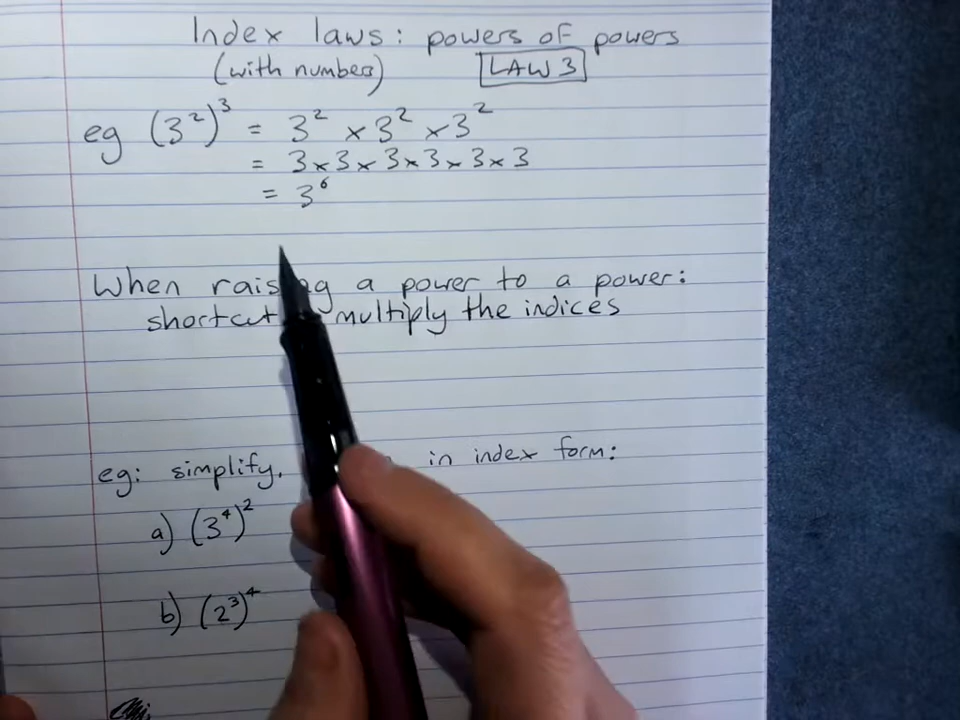 Index laws: powers of powers
(with numbers) LAW 3
eg (3²)³ = 3² × 3² × 3²
= 3 × 3 × 3 × 3 × 3 × 3
= 3⁶
When raising a power to a power:
shortcut multiply the indices
eg: simplify, in index form:
a) (3⁴)²
b) (2³)⁴